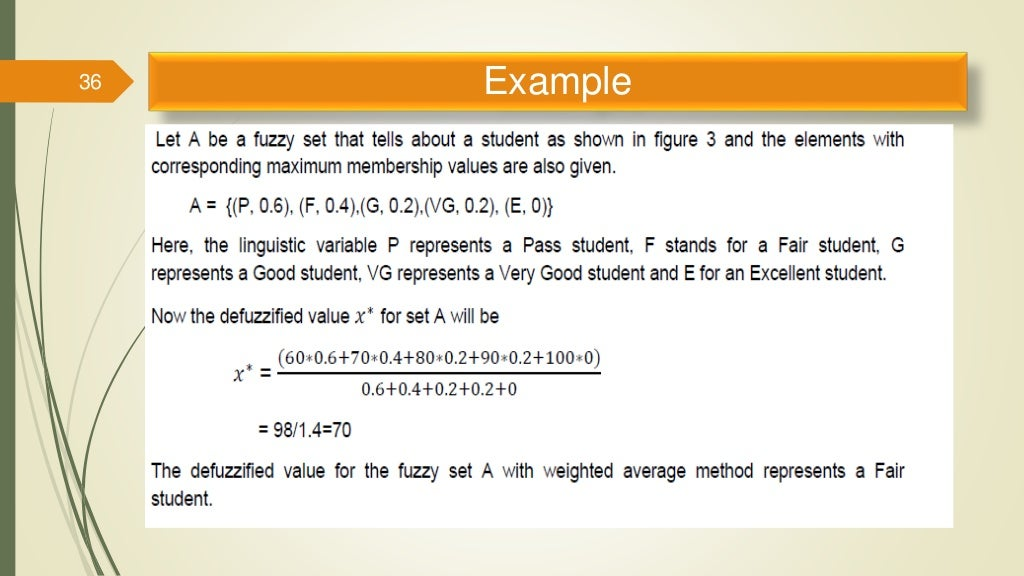 36
Example
Let A be a fuzzy set that tells about a student as shown in figure 3 and the elements with
corresponding maximum membership values are also given.
A = {(P, 0.6), (F, 0.4),(G, 0.2),(VG, 0.2), (E, 0)}
Here, the linguistic variable P represents a Pass student, F stands for a Fair student, G
represents a Good student, VG represents a Very Good student and E for an Excellent student.
Now the defuzzified value x* for set A will be
(60∗0.6+70∗0.4+80∗0.2+90∗0.2+100∗0)
x* =
0.6+0.4+0.2+0.2+0
= 98/1.4=70
The defuzzified value for the fuzzy set A with weighted average method represents a Fair
student.